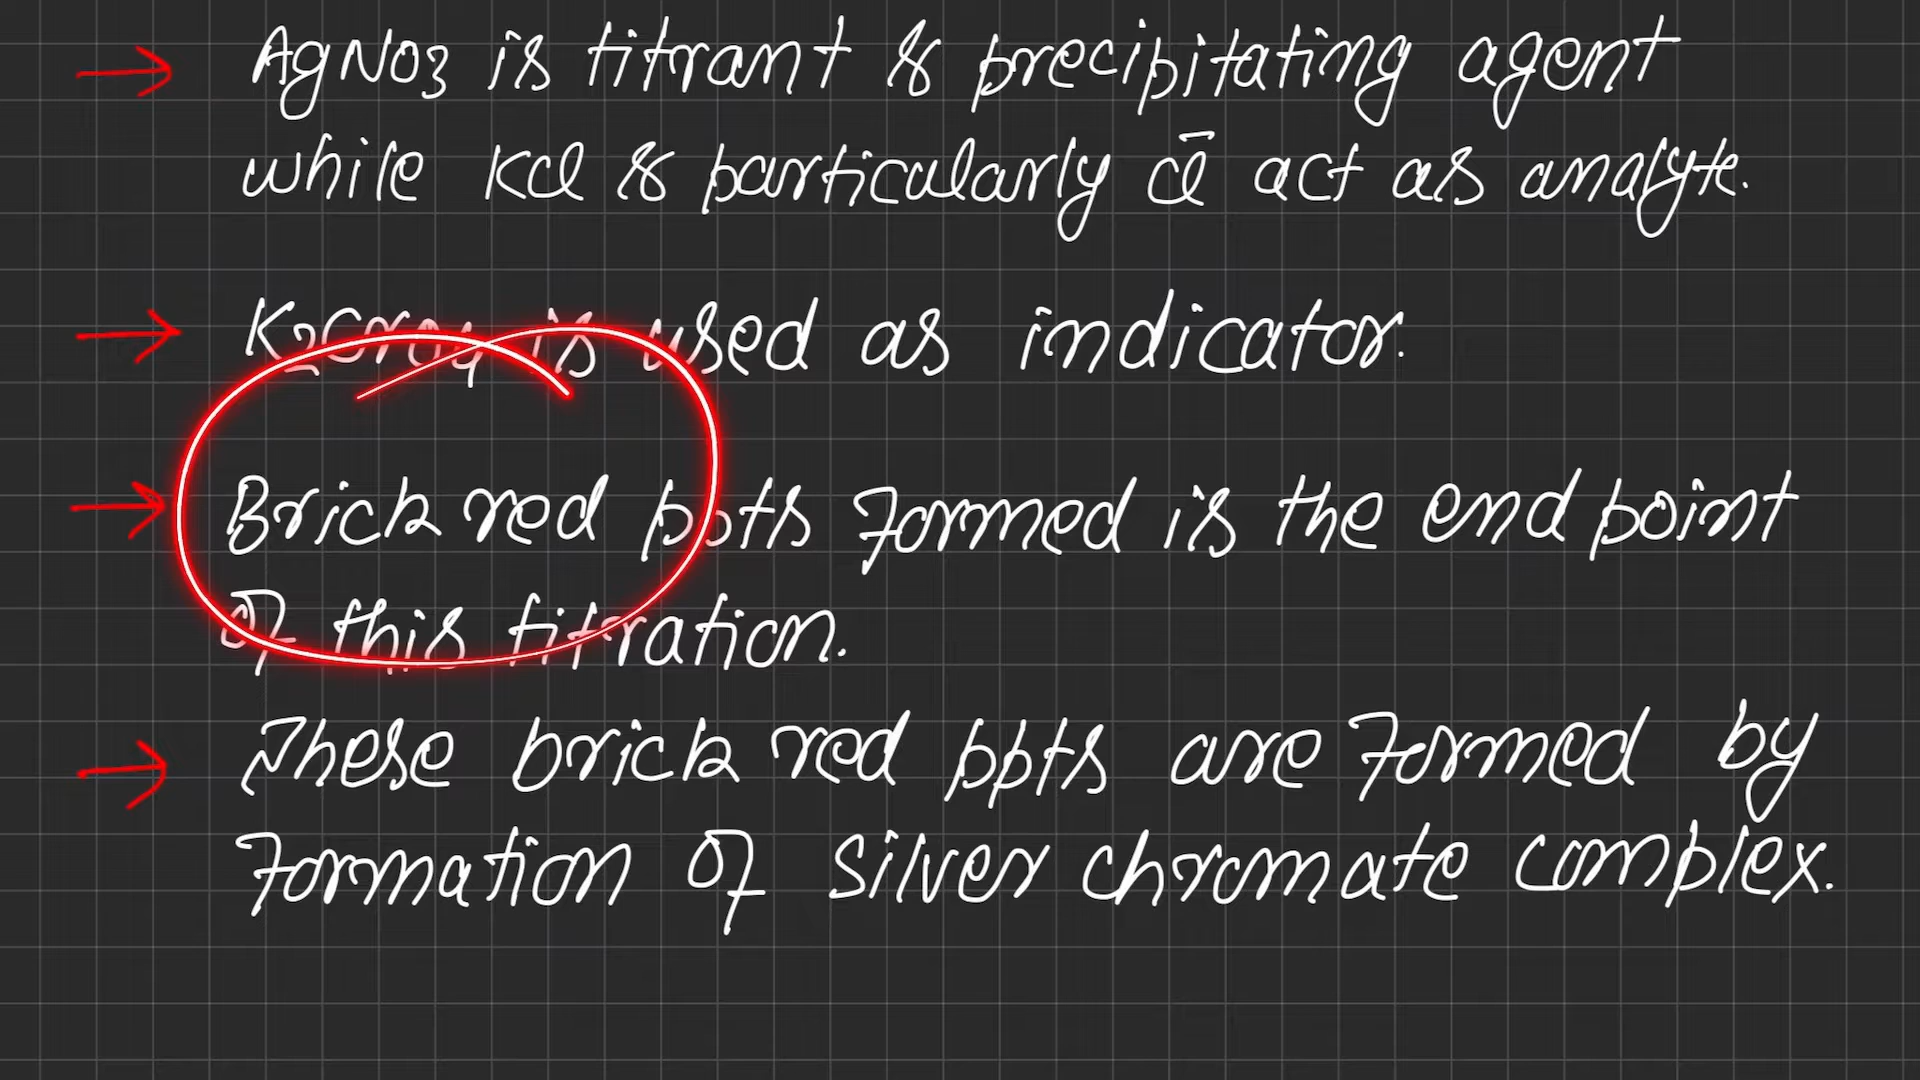 → AgNO3 is titrant & precipitating agent
while KCl & particularly Cl⁻ act as analyte.
→ K2CrO4 is used as indicator.
→ Brick red ppts formed is the end point
of this titration.
→ These brick red ppts are formed by
formation of silver chromate complex.